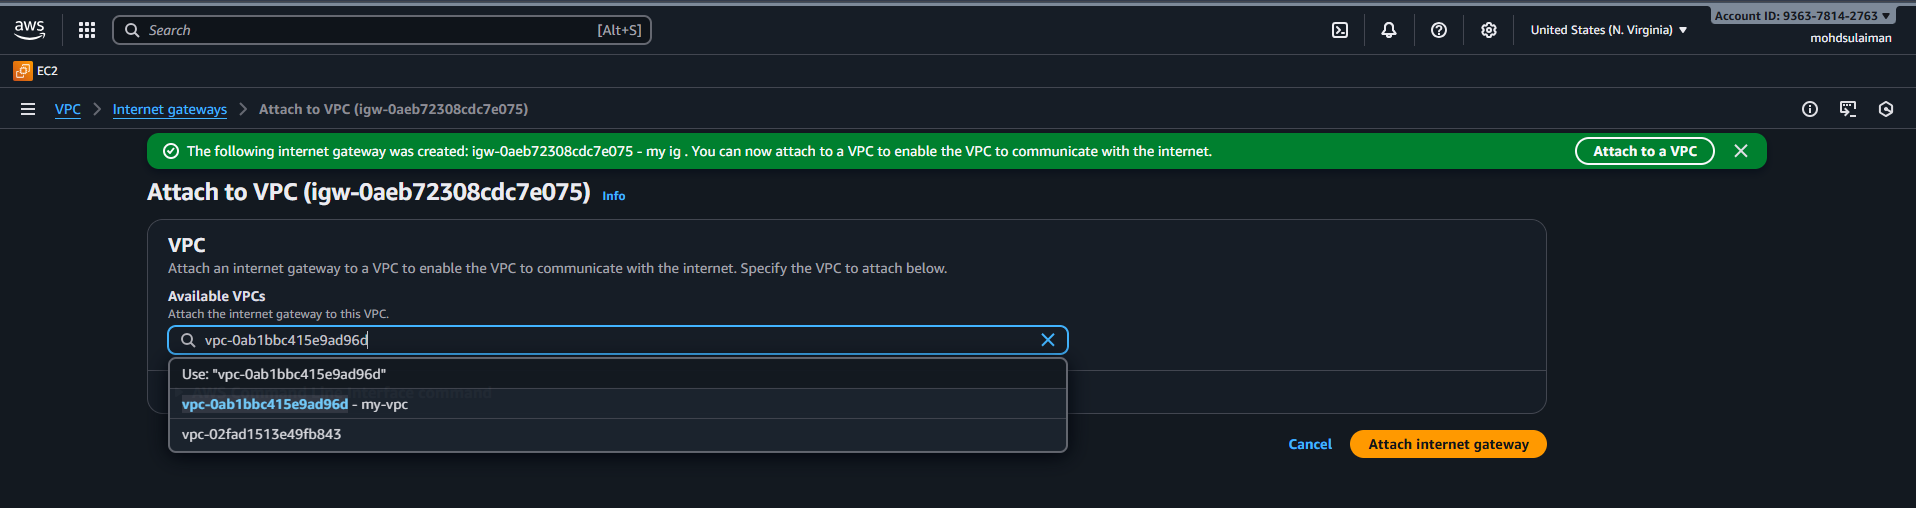 aws
Search [Alt+S]
United States (N. Virginia)
Account ID: 9363-7814-2763
mohdsulaiman
EC2
VPC Internet gateways Attach to VPC (igw-0aeb72308cdc7e075)
The following internet gateway was created: igw-0aeb72308cdc7e075 - my ig . You can now attach to a VPC to enable the VPC to communicate with the internet. Attach to a VPC
Attach to VPC (igw-0aeb72308cdc7e075) Info
VPC
Attach an internet gateway to a VPC to enable the VPC to communicate with the internet. Specify the VPC to attach below.
Available VPCs
Attach the internet gateway to this VPC.
vpc-0ab1bbc415e9ad96d
Use: "vpc-0ab1bbc415e9ad96d"
vpc-0ab1bbc415e9ad96d - my-vpc
vpc-02fad1513e49fb843
Cancel Attach internet gateway